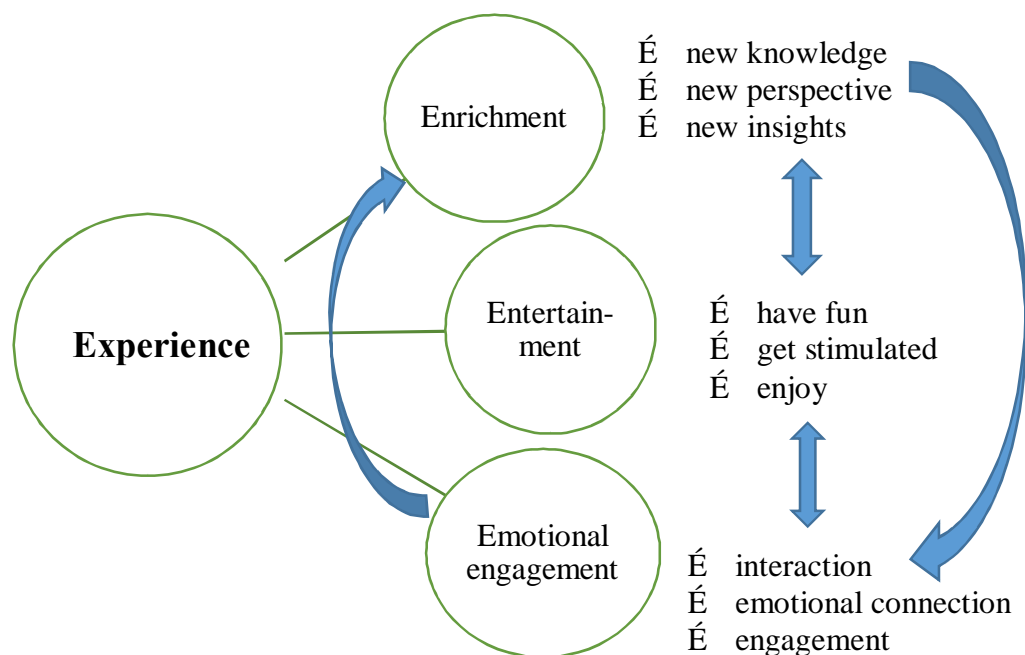 Enrichment
É new knowledge
É new perspective
É new insights
Experience
Entertain-
ment
É have fun
É get stimulated
É enjoy
Emotional
engagement
É interaction
É emotional connection
É engagement